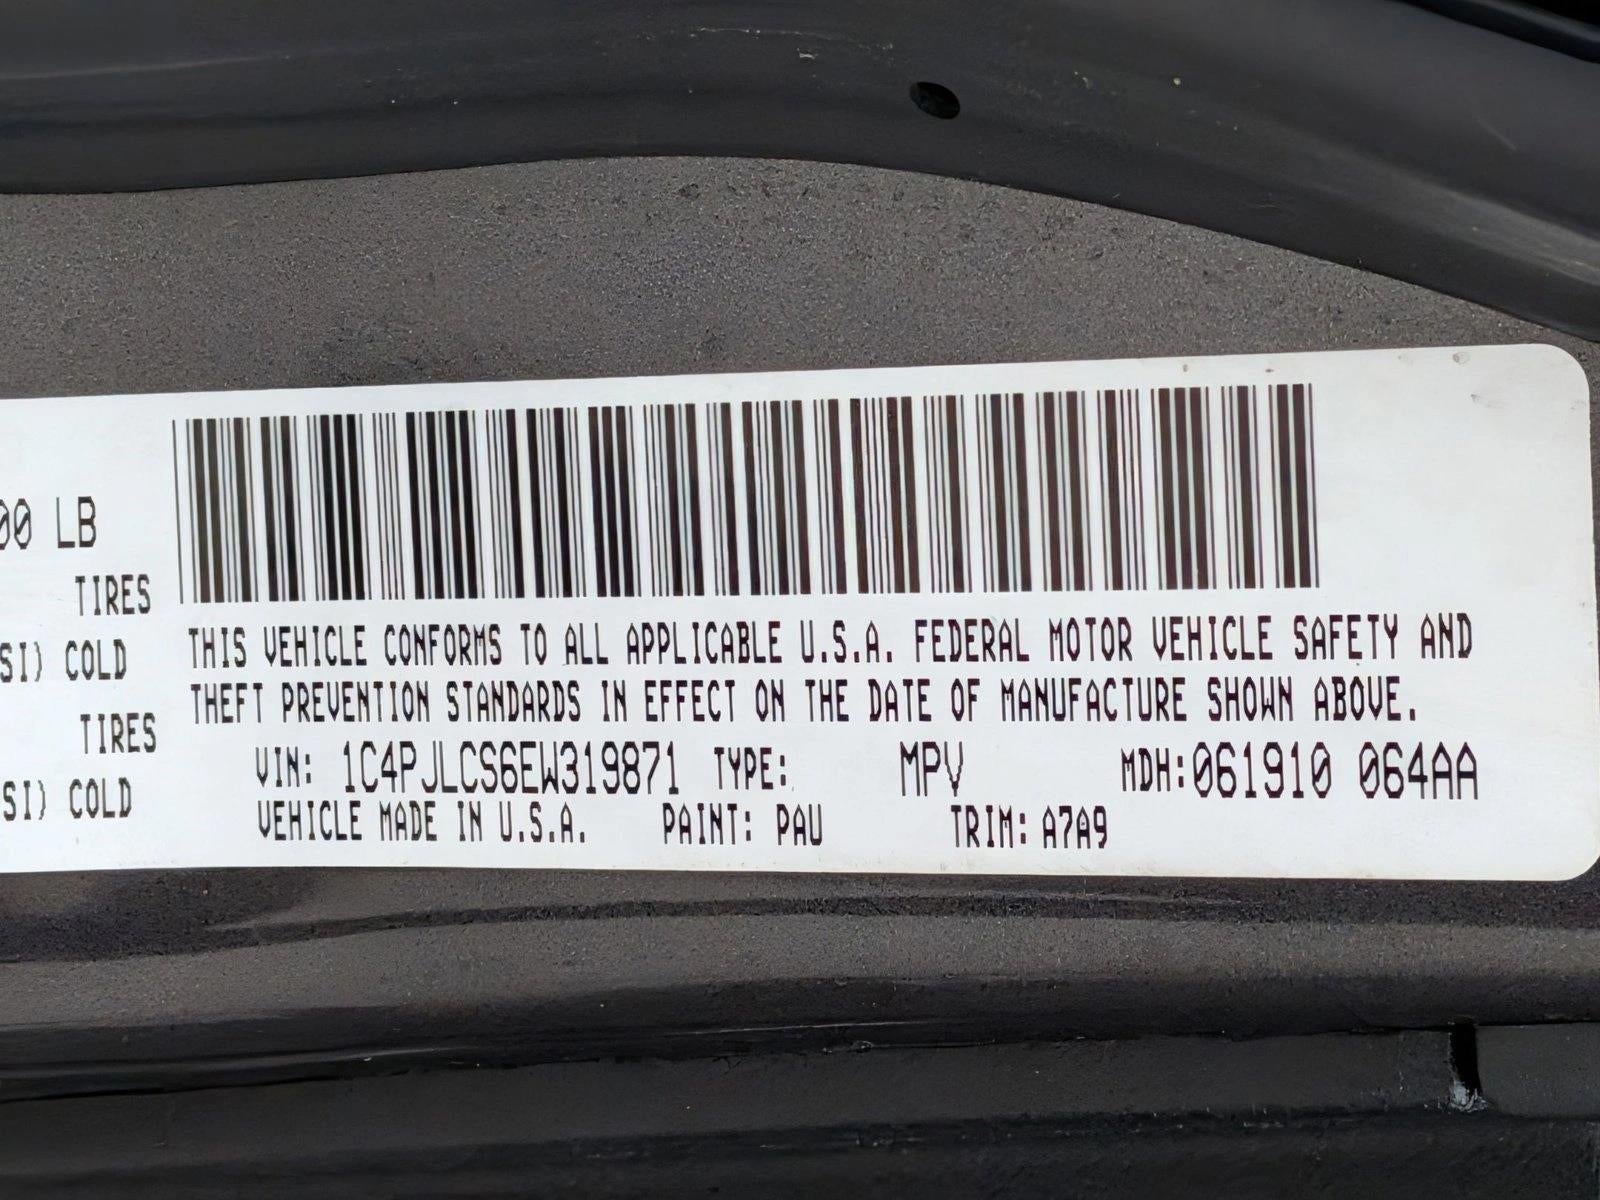 00 LB
TIRES
SI) COLD
TIRES
SI) COLD
THIS VEHICLE CONFORMS TO ALL APPLICABLE U.S.A. FEDERAL MOTOR VEHICLE SAFETY AND
THEFT PREVENTION STANDARDS IN EFFECT ON THE DATE OF MANUFACTURE SHOWN ABOVE.
VIN: 1C4PJLCS6EW319871 TYPE: MPV MDH:061910 064AA
VEHICLE MADE IN U.S.A. PAINT: PAU TRIM: A7A9